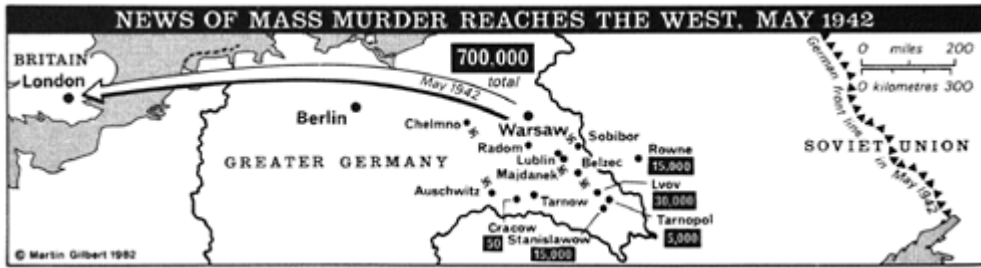 NEWS OF MASS MURDER REACHES THE WEST, MAY 1942
BRITAIN
London
700,000
total
May 1942
Berlin
GREATER GERMANY
Chelmno
Warsaw
Radom
Lublin
Majdanek
Sobibor
Belzec
Rowne
15,000
Lvov
30,000
Auschwitz
Tarnow
Tarnopol
5,000
Cracow
50
Stanislawow
15,000
0 miles 200
0 kilometres 300
German front line in May 1942
SOVIET UNION
© Martin Gilbert 1982